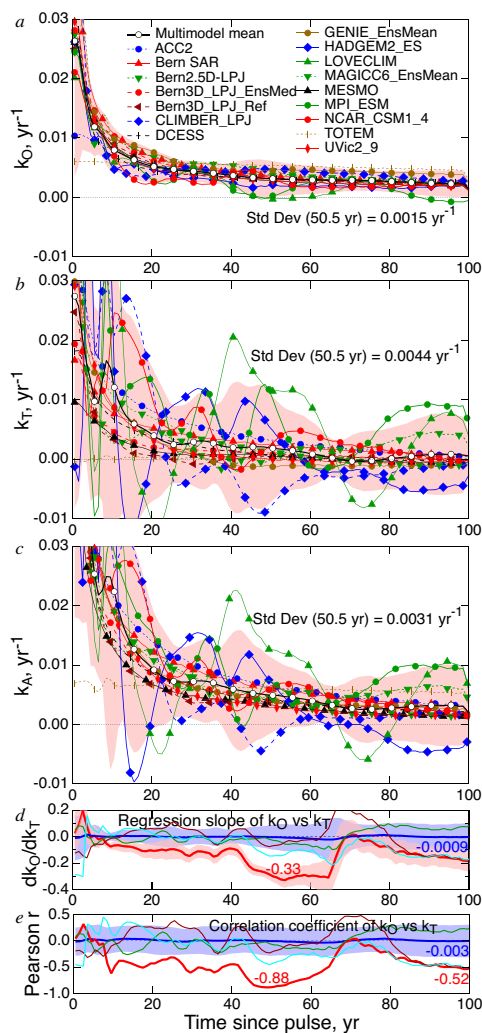 a
0.03
0.02
0.01
0.00
-0.01
kO, yr-1
Multimodel mean
ACC2
Bern SAR
Bern2.5D-LPJ
Bern3D_LPJ_EnsMed
Bern3D_LPJ_Ref
CLIMBER_LPJ
DCESS
GENIE_EnsMean
HADGEM2_ES
LOVECLIM
MAGICC6_EnsMean
MESMO
MPI_ESM
NCAR_CSM1_4
TOTEM
UVic2_9
Std Dev (50.5 yr) = 0.0015 yr-1
0 20 40 60 80 100
b
0.03
0.02
0.01
0.00
-0.01
kT, yr-1
Std Dev (50.5 yr) = 0.0044 yr-1
0 20 40 60 80 100
c
0.03
0.02
0.01
0.00
-0.01
kA, yr-1
Std Dev (50.5 yr) = 0.0031 yr-1
0 20 40 60 80 100
d
0.2
0.0
-0.2
-0.4
dkO/dkT
Regression slope of kO vs kT
-0.0009
-0.33
0 20 40 60 80 100
e
0.5
0.0
-0.5
-1.0
Pearson r
Correlation coefficient of kO vs kT
-0.003
-0.88
-0.52
0 20 40 60 80 100
Time since pulse, yr